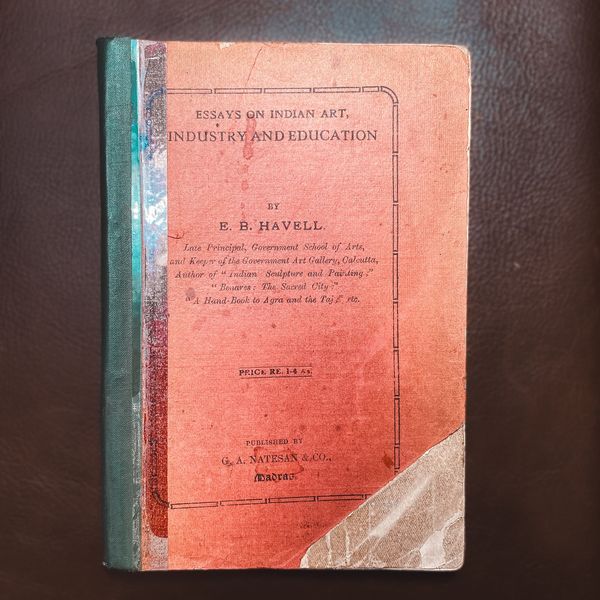 ESSAYS ON INDIAN ART,
INDUSTRY AND EDUCATION
BY
E. B. HAVELL.
Late Principal, Government School of Arts,
and Keeper of the Government Art Gallery, Calcutta,
Author of "Indian Sculpture and Painting;"
"Benares: The Sacred City;"
"A Hand-Book to Agra and the Taj," etc.
PRICE RE. 1-4 As.
PUBLISHED BY
G. A. NATESAN & CO.,
Madras.